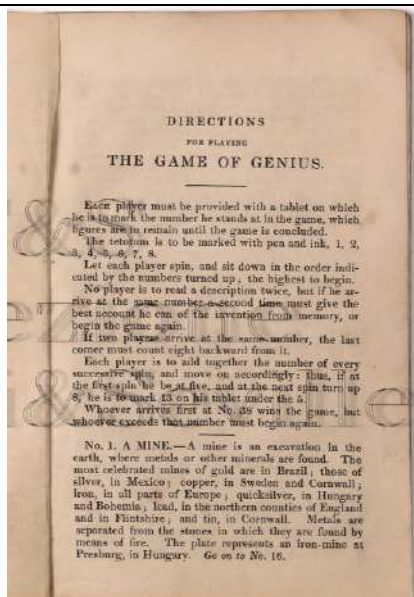 DIRECTIONS
FOR PLAYING
THE GAME OF GENIUS.
Each player must be provided with a tablet on which
he is to mark the number he stands at in the game, which
figures are to remain until the game is concluded.
The tetotum is to be marked with pen and ink, 1, 2,
3, 4, 5, 6, 7, 8.
Let each player spin, and sit down in the order indi-
cated by the numbers turned up, the highest to begin.
No player is to read a description twice, but if he ar-
rive at the same number a second time must give the
best account he can of the invention from memory, or
begin the game again.
If two players arrive at the same number, the last
comer must count eight backward from it.
Each player is to add together the number of every
successive spin, and move on accordingly: thus, if at
the first spin he be at five, and at the next spin turn up
8, he is to mark 13 on his tablet under the 5.
Whoever arrives first at No. 38 wins the game, but
whoever exceeds that number must begin again.
No. 1. A MINE.—A mine is an excavation in the
earth, where metals or other minerals are found. The
most celebrated mines of gold are in Brazil; those of
silver, in Mexico; copper, in Sweden and Cornwall;
iron, in all parts of Europe; quicksilver, in Hungary
and Bohemia; lead, in the northern counties of England
and in Flintshire; and tin, in Cornwall. Metals are
separated from the stones in which they are found by
means of fire. The plate represents an iron-mine at
Presburg, in Hungary. Go on to No. 16.